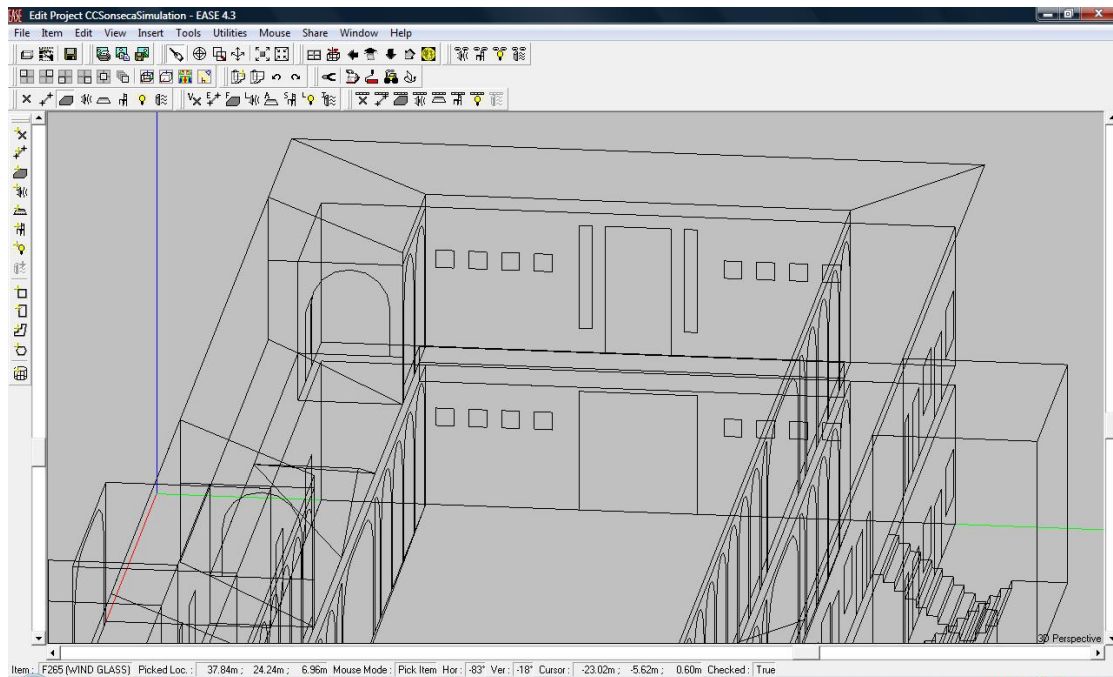 EASE Edit Project CCSonsecaSimulation - EASE 4.3
File Item Edit View Insert Tools Utilities Mouse Share Window Help
3D Perspective
Item: F265 (WIND GLASS) Picked Loc. : 37.84m ; 24.24m ; 6.96m Mouse Mode : Pick Item Hor : -83° Ver : -18° Cursor : -23.02m ; -5.62m ; 0.60m Checked : True